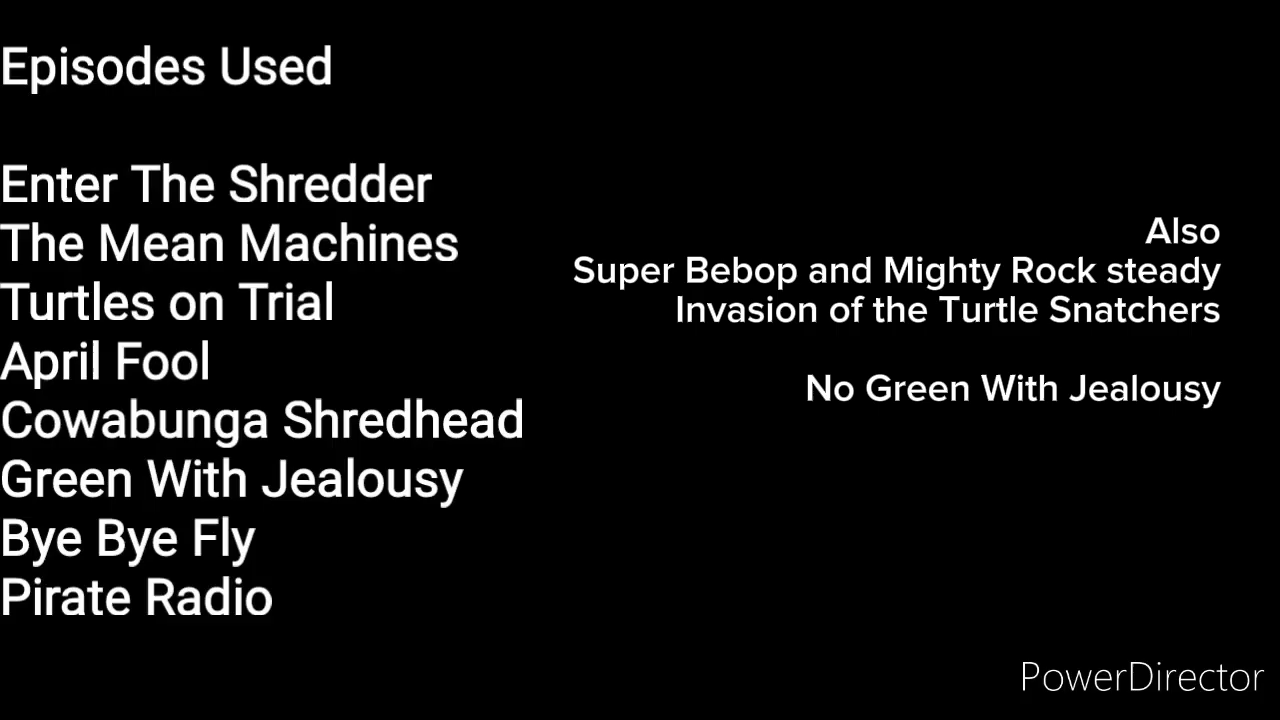 Episodes Used
Enter The Shredder
The Mean Machines
Turtles on Trial
April Fool
Cowabunga Shredhead
Green With Jealousy
Bye Bye Fly
Pirate Radio
Also
Super Bebop and Mighty Rock steady
Invasion of the Turtle Snatchers
No Green With Jealousy
PowerDirector